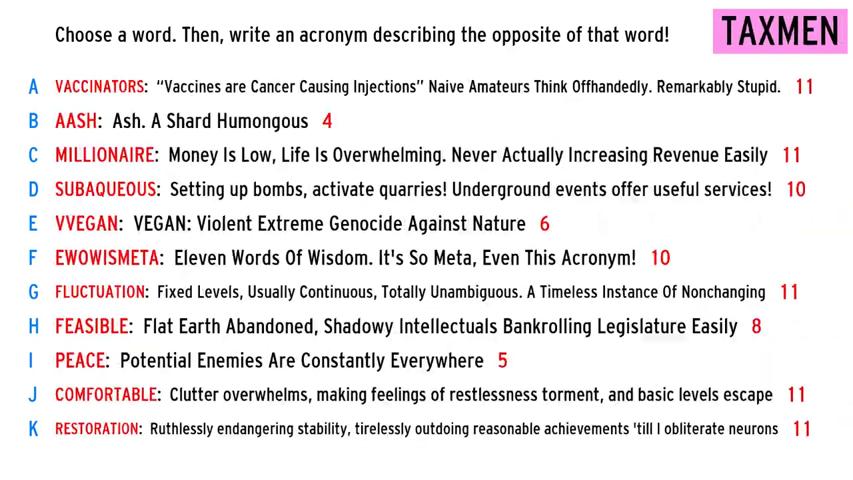 Choose a word. Then, write an acronym describing the opposite of that word! TAXMEN
A VACCINATORS: “Vaccines are Cancer Causing Injections” Naive Amateurs Think Offhandedly. Remarkably Stupid. 11
B AASH: Ash. A Shard Humongous 4
C MILLIONAIRE: Money Is Low, Life Is Overwhelming. Never Actually Increasing Revenue Easily 11
D SUBAQUEOUS: Setting up bombs, activate quarries! Underground events offer useful services! 10
E VVEGAN: VEGAN: Violent Extreme Genocide Against Nature 6
F EWOWISMETA: Eleven Words Of Wisdom. It's So Meta, Even This Acronym! 10
G FLUCTUATION: Fixed Levels, Usually Continuous, Totally Unambiguous. A Timeless Instance Of Nonchanging 11
H FEASIBLE: Flat Earth Abandoned, Shadowy Intellectuals Bankrolling Legislature Easily 8
I PEACE: Potential Enemies Are Constantly Everywhere 5
J COMFORTABLE: Clutter overwhelms, making feelings of restlessness torment, and basic levels escape 11
K RESTORATION: Ruthlessly endangering stability, tirelessly outdoing reasonable achievements 'till I obliterate neurons 11